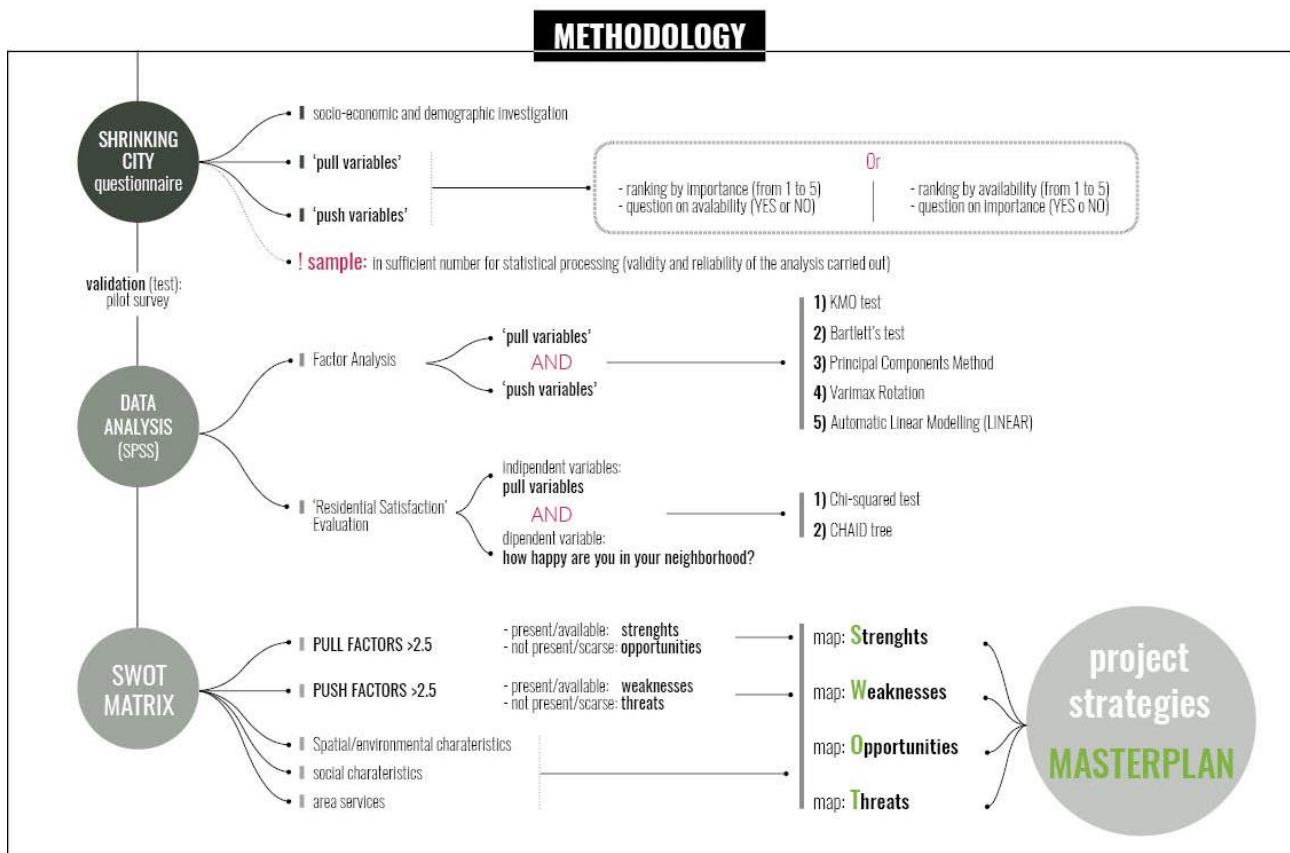 METHODOLOGY
SHRINKING
CITY
questionnaire
socio-economic and demographic investigation
'pull variables'
'push variables'
Or
- ranking by importance (from 1 to 5)
- question on avalability (YES or NO)
- ranking by availability (from 1 to 5)
- question on importance (YES o NO)
! sample: in sufficient number for statistical processing (validity and reliability of the analysis carried out)
validation (test):
pilot survey
DATA
ANALYSIS
(SPSS)
Factor Analysis
'pull variables'
AND
'push variables'
1) KMO test
2) Bartlett's test
3) Principal Components Method
4) Varimax Rotation
5) Automatic Linear Modelling (LINEAR)
'Residential Satisfaction'
Evaluation
indipendent variables:
pull variables
AND
dipendent variable:
how happy are you in your neighborhood?
1) Chi-squared test
2) CHAID tree
SWOT
MATRIX
PULL FACTORS >2.5
- present/available: strenghts
- not present/scarse: opportunities
PUSH FACTORS >2.5
- present/available: weaknesses
- not present/scarse: threats
Spatial/environmental charateristics
social charateristics
area services
map: Strenghts
map: Weaknesses
map: Opportunities
map: Threats
project
strategies
MASTERPLAN